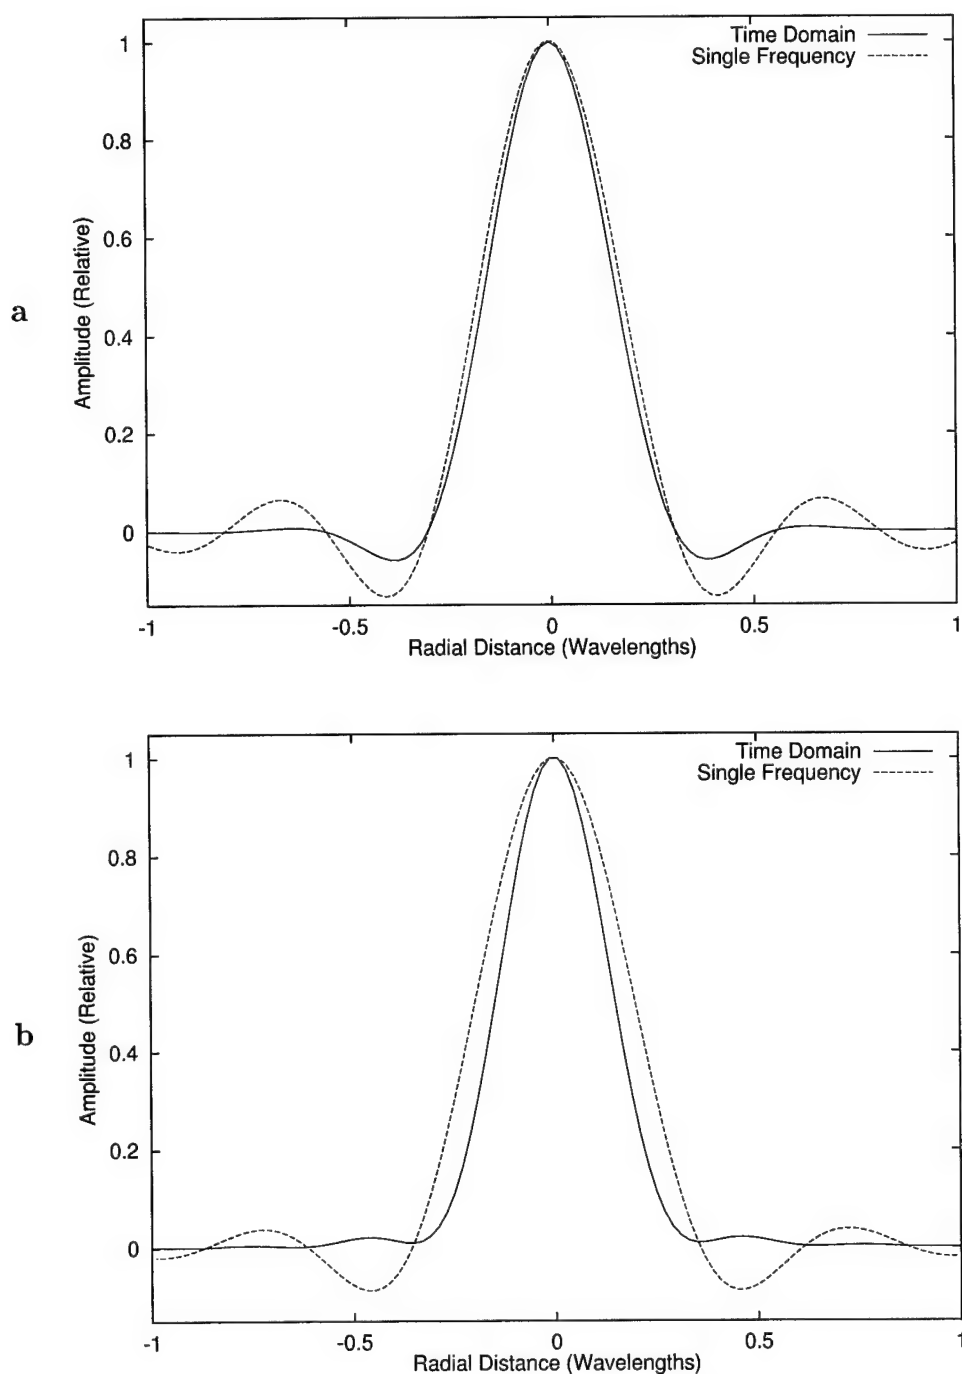 Time Domain
Single Frequency
1
0.8
0.6
0.4
0.2
0
Amplitude (Relative)
a
-1
-0.5
0
0.5
1
Radial Distance (Wavelengths)
Time Domain
Single Frequency
1
0.8
0.6
0.4
0.2
0
Amplitude (Relative)
b
-1
-0.5
0
0.5
1
Radial Distance (Wavelengths)